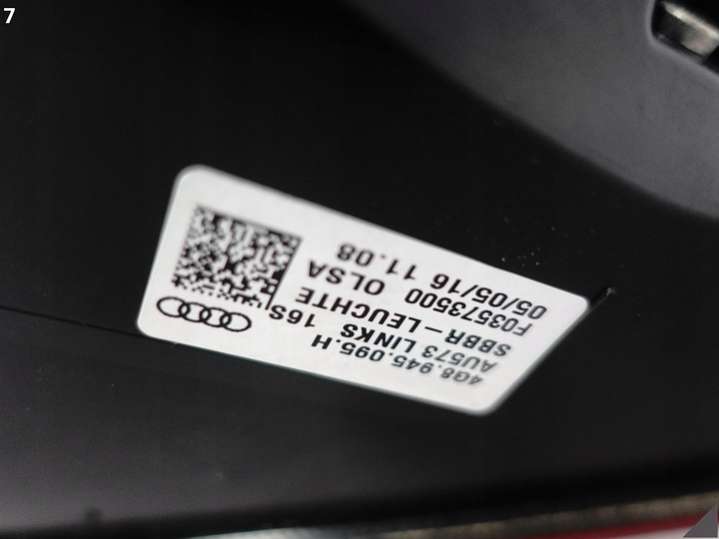 7
4G8.945.095.H
AU573 LINKS 16S
SBBR-LEUCHTE
F03573500 OLSA
05/05/16 11.08